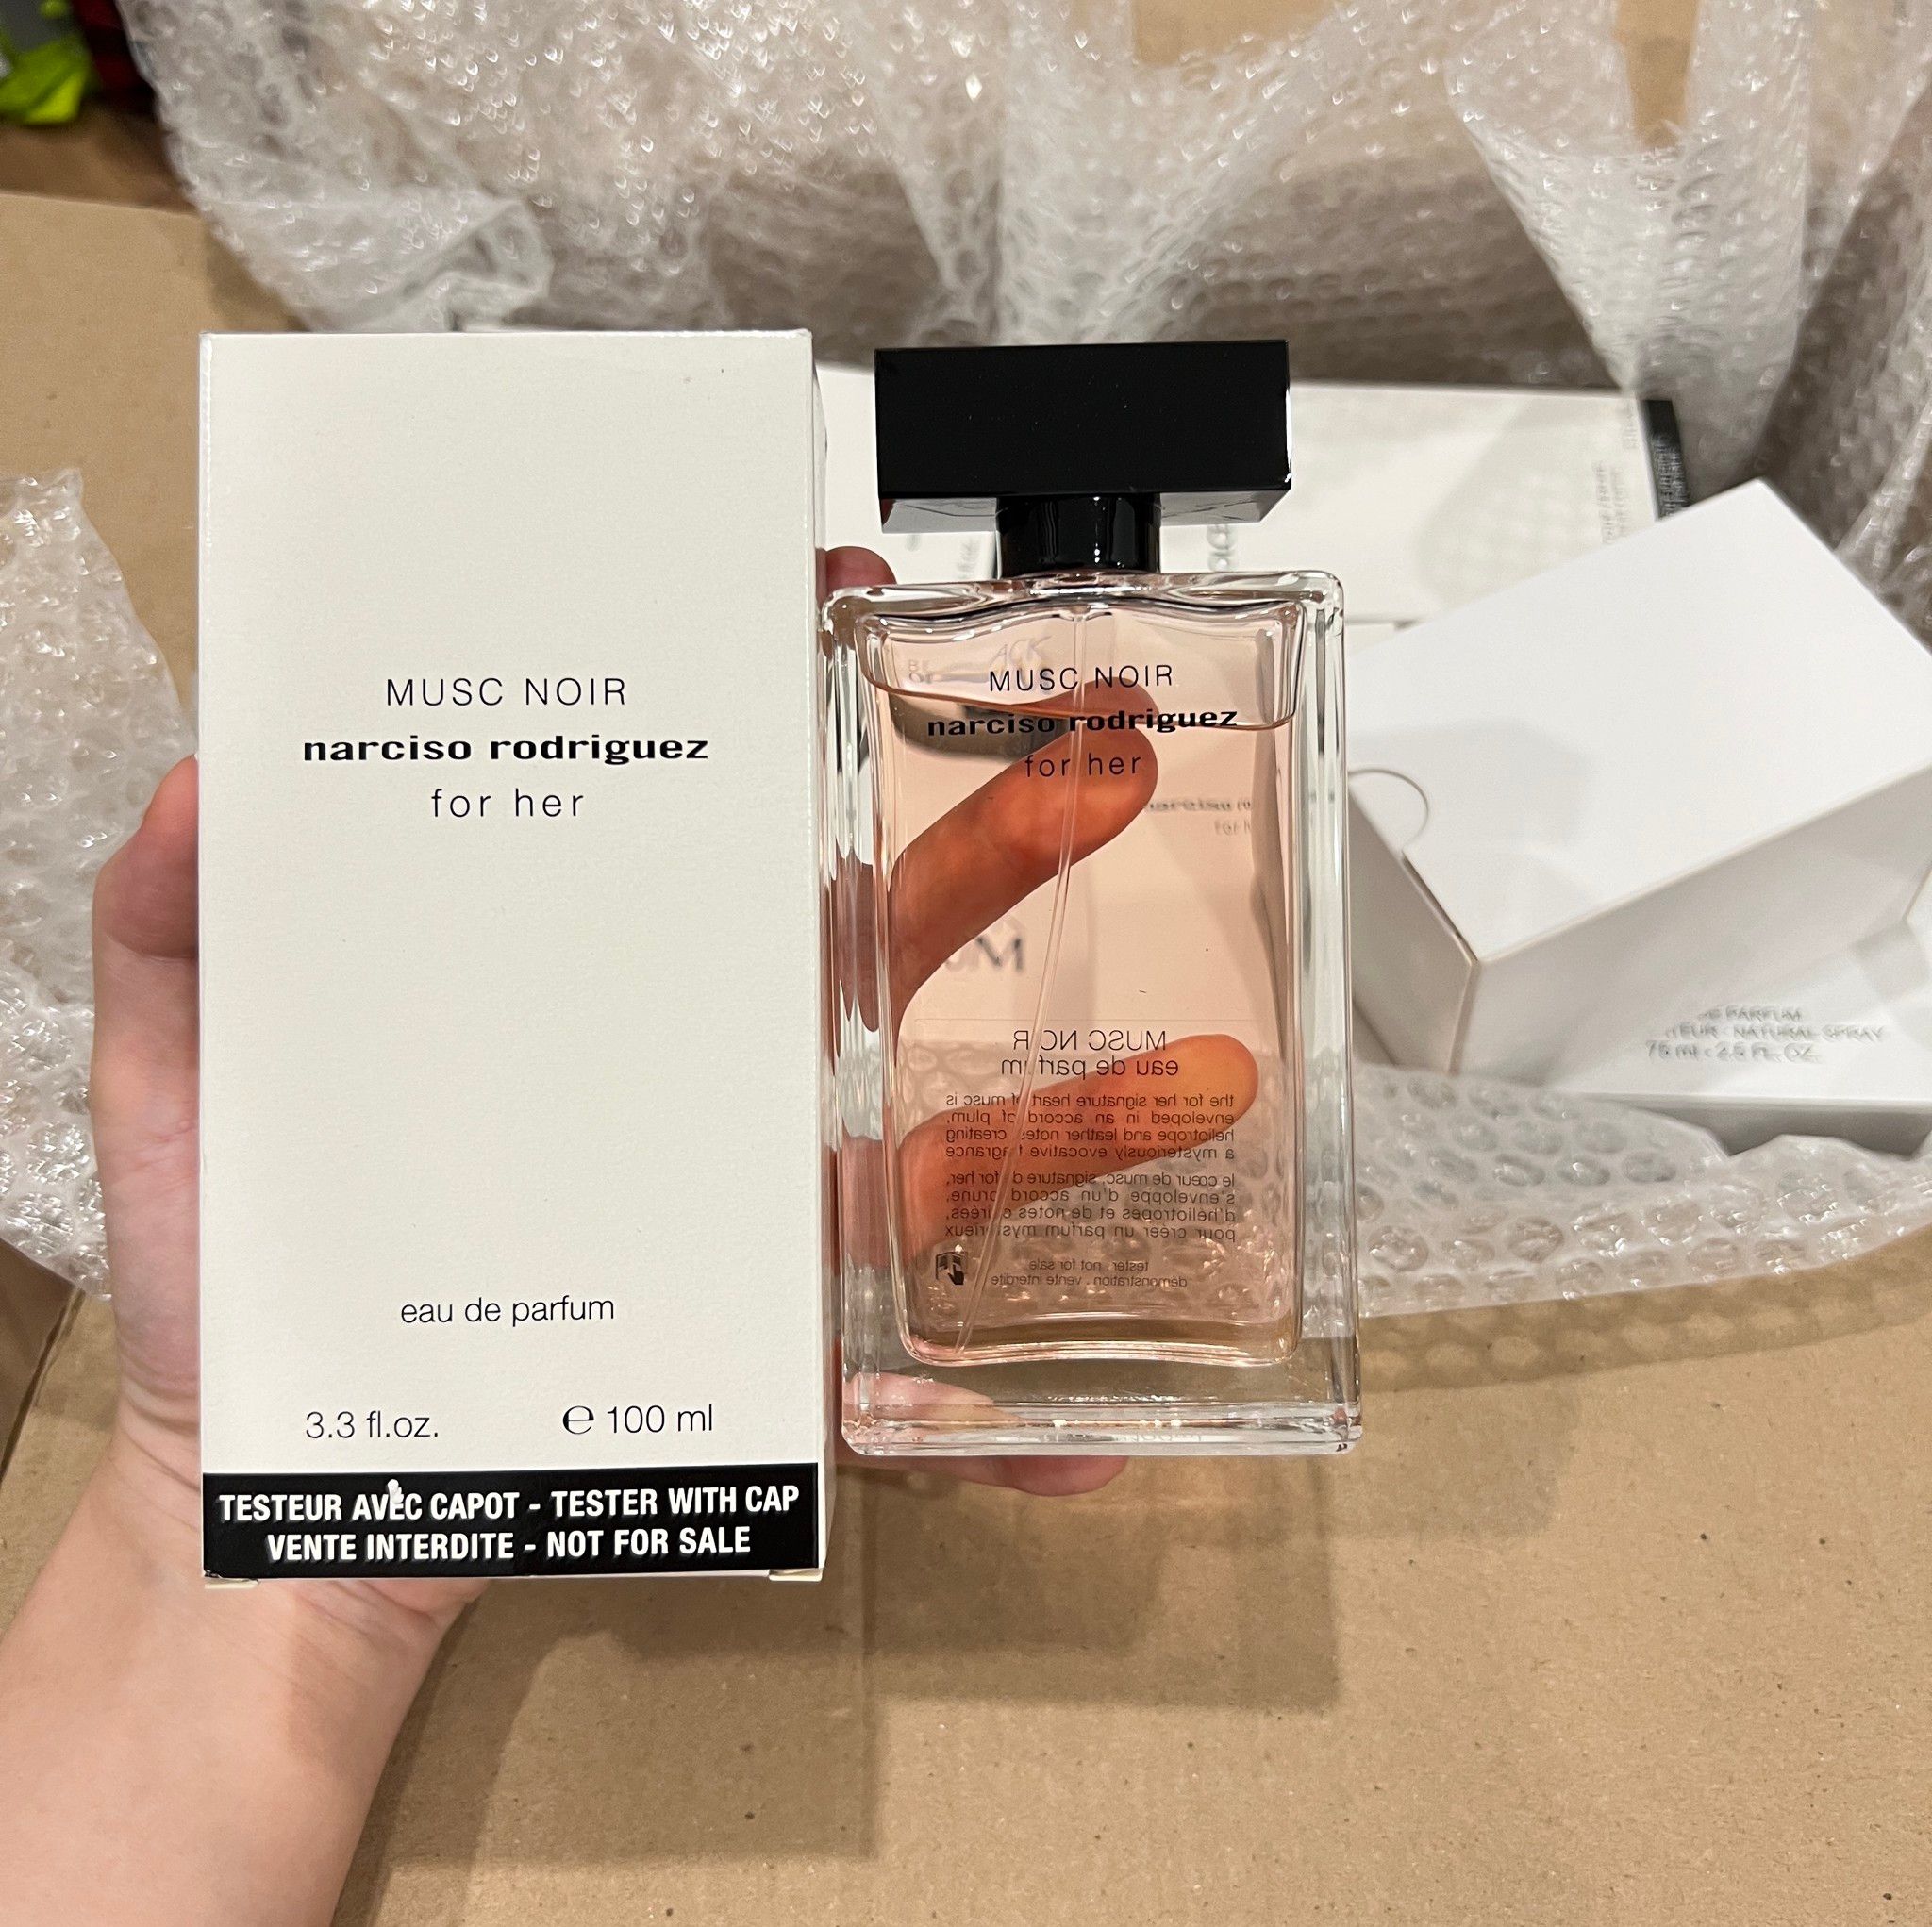 MUSC NOIR
narciso rodriguez
for her
eau de parfum
3.3 fl.oz.
℮ 100 ml
TESTEUR AVEC CAPOT - TESTER WITH CAP
VENTE INTERDITE - NOT FOR SALE
MUSC NOIR
narciso rodriguez
for her
MUSC NOIR
eau de parfum
the for her signature heart of musc is
enveloped in an accord of plum,
heliotrope and leather notes creating
a mysteriously evocative fragrance
le cœur de musc, signature de for her,
s'enveloppe d'un accord prune,
d'héliotropes et de notes cuirées,
pour créer un parfum mystérieux
tester . not for sale
démonstration . vente interdite
DE PARFUM
NATURAL SPRAY
75 ml - 2.5 FL. OZ.